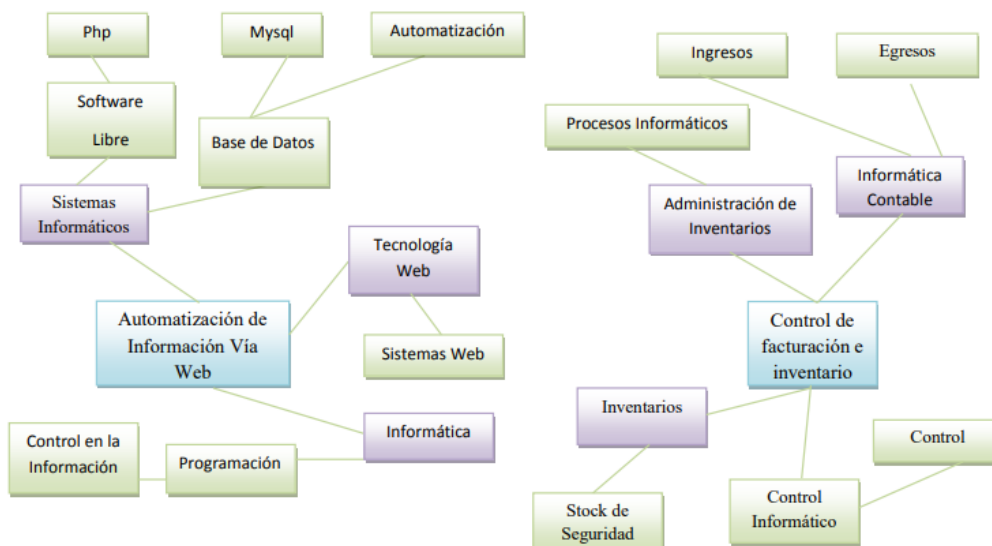 Php
Mysql
Automatización
Software
Libre
Base de Datos
Sistemas
Informáticos
Tecnología
Web
Automatización de
Información Vía
Web
Sistemas Web
Informática
Control en la
Información
Programación
Ingresos
Egresos
Procesos Informáticos
Informática
Contable
Administración de
Inventarios
Control de
facturación e
inventario
Inventarios
Control
Stock de
Seguridad
Control
Informático